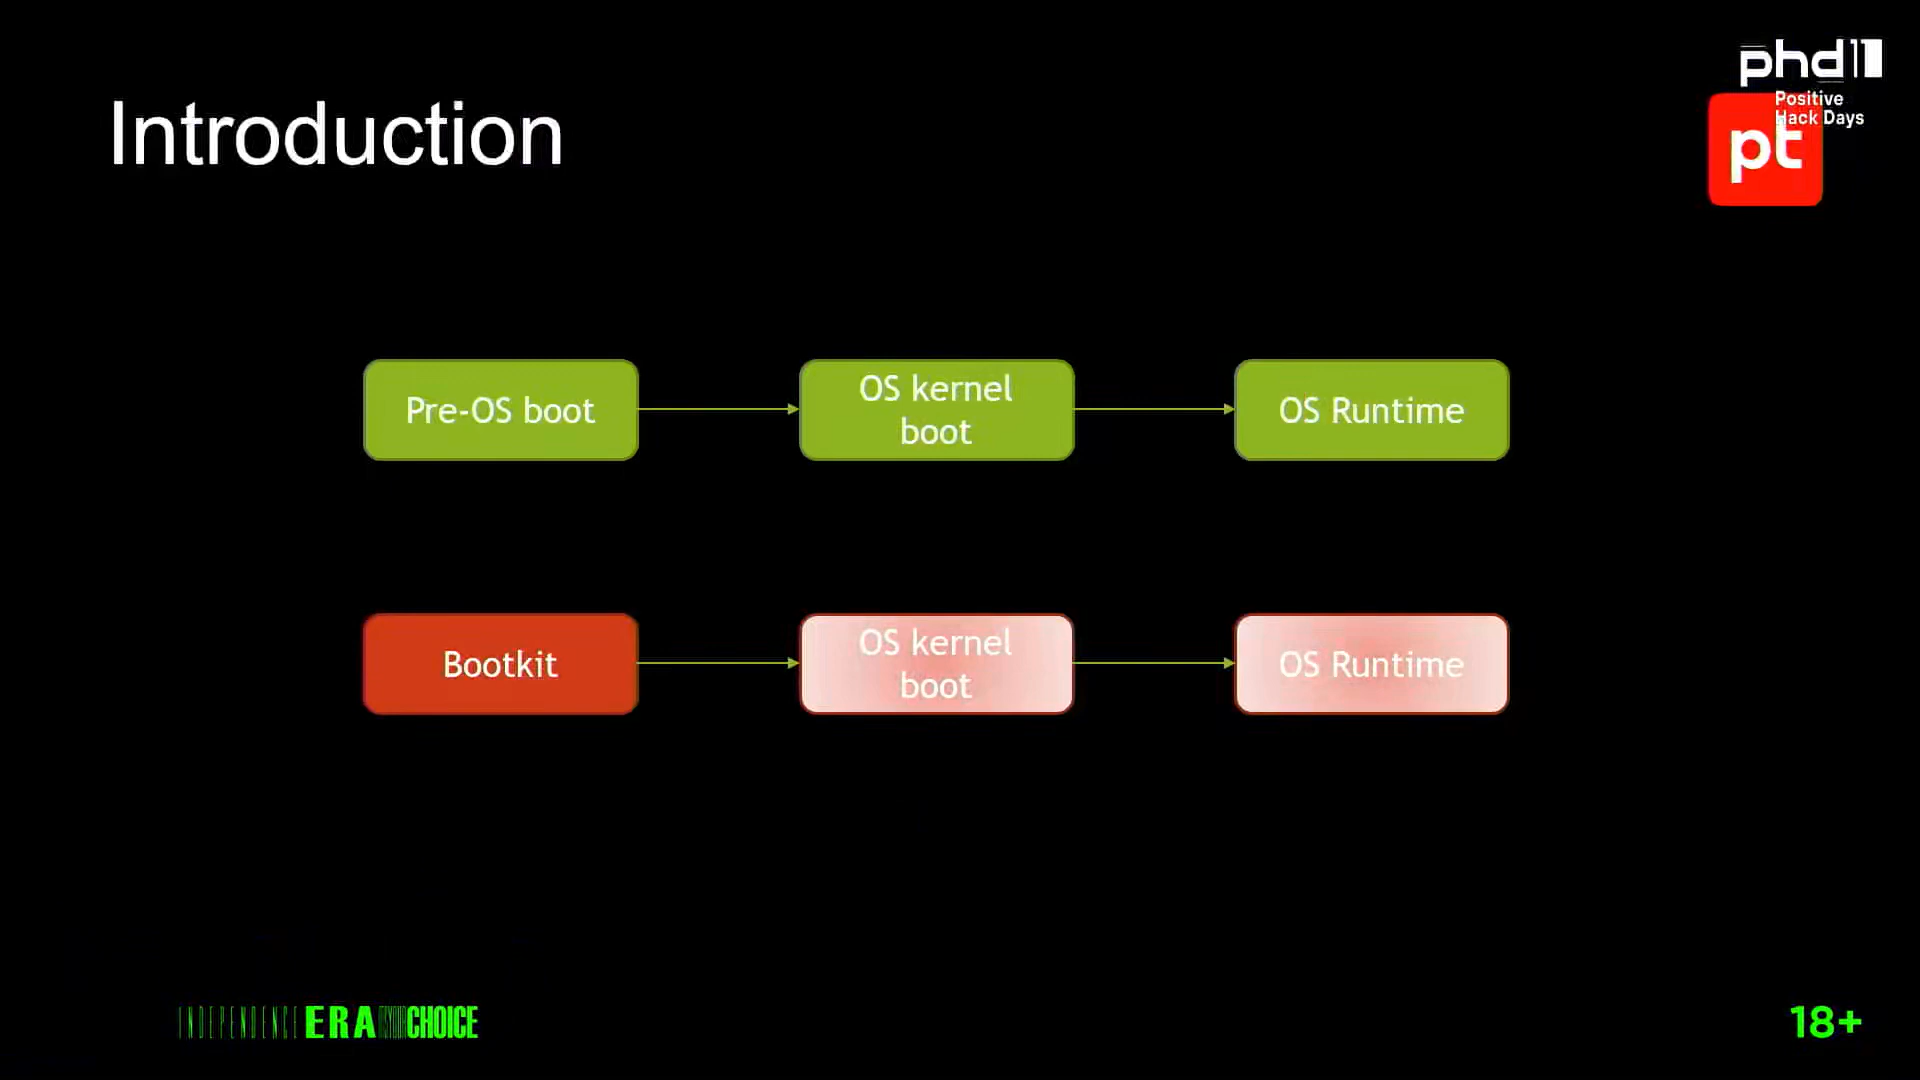 phd11
Positive
Hack Days
pt
Introduction
Pre-OS boot
OS kernel
boot
OS Runtime
Bootkit
OS kernel
boot
OS Runtime
INDEPENDENCE ERA CHOICE
18+